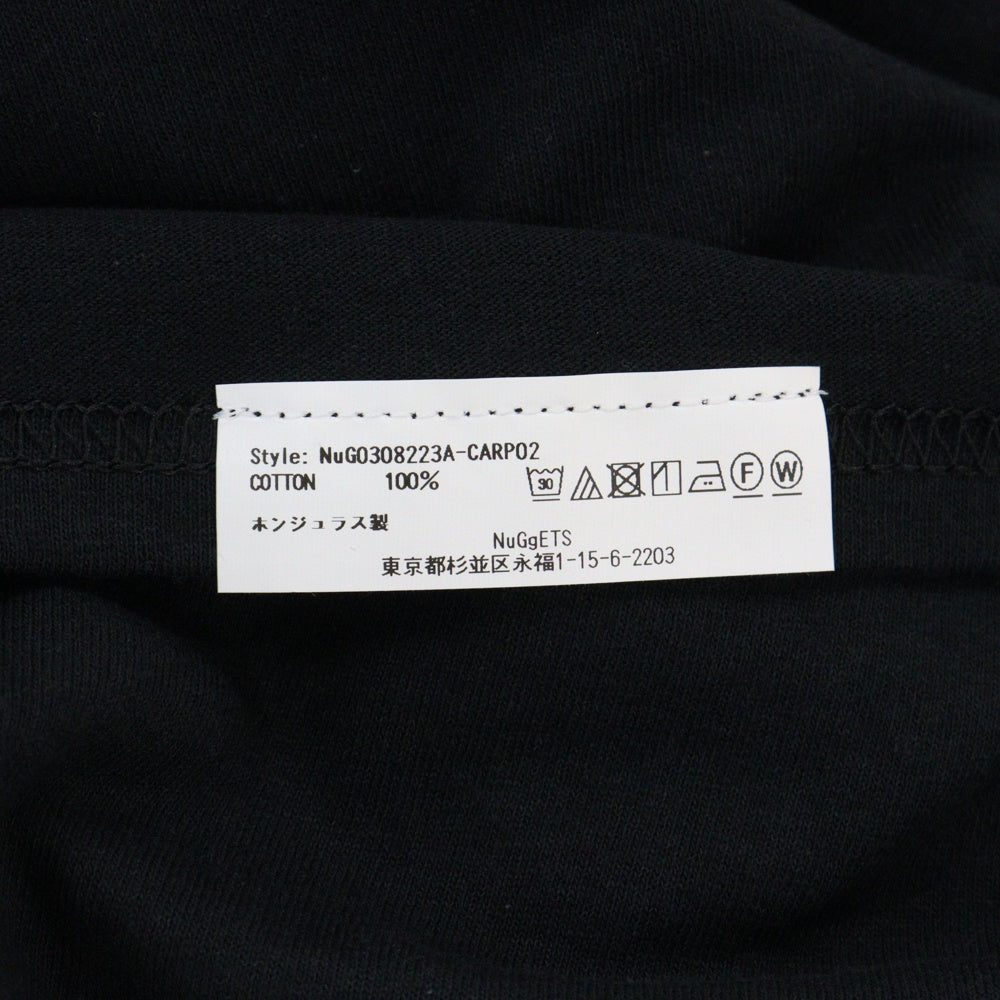 Style: NuG0308223A-CARP02
COTTON 100%
30 F W
ホンジュラス製
NuGgETS
東京都杉並区永福1-15-6-2203